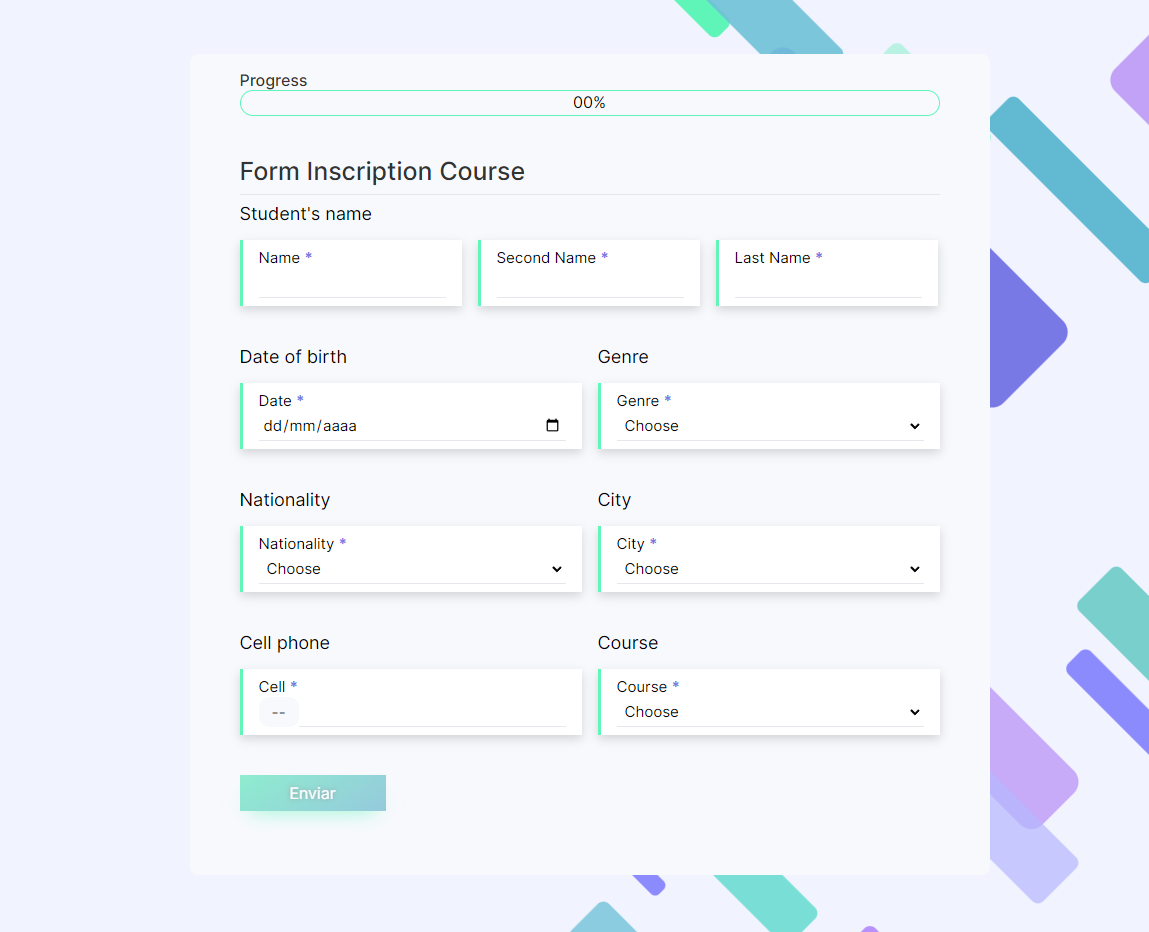 Progress
00%
Form Inscription Course
Student's name
Name * Second Name * Last Name *
Date of birth Genre
Date * Genre *
dd/mm/aaaa Choose
Nationality City
Nationality * City *
Choose Choose
Cell phone Course
Cell * Course *
-- Choose
Enviar